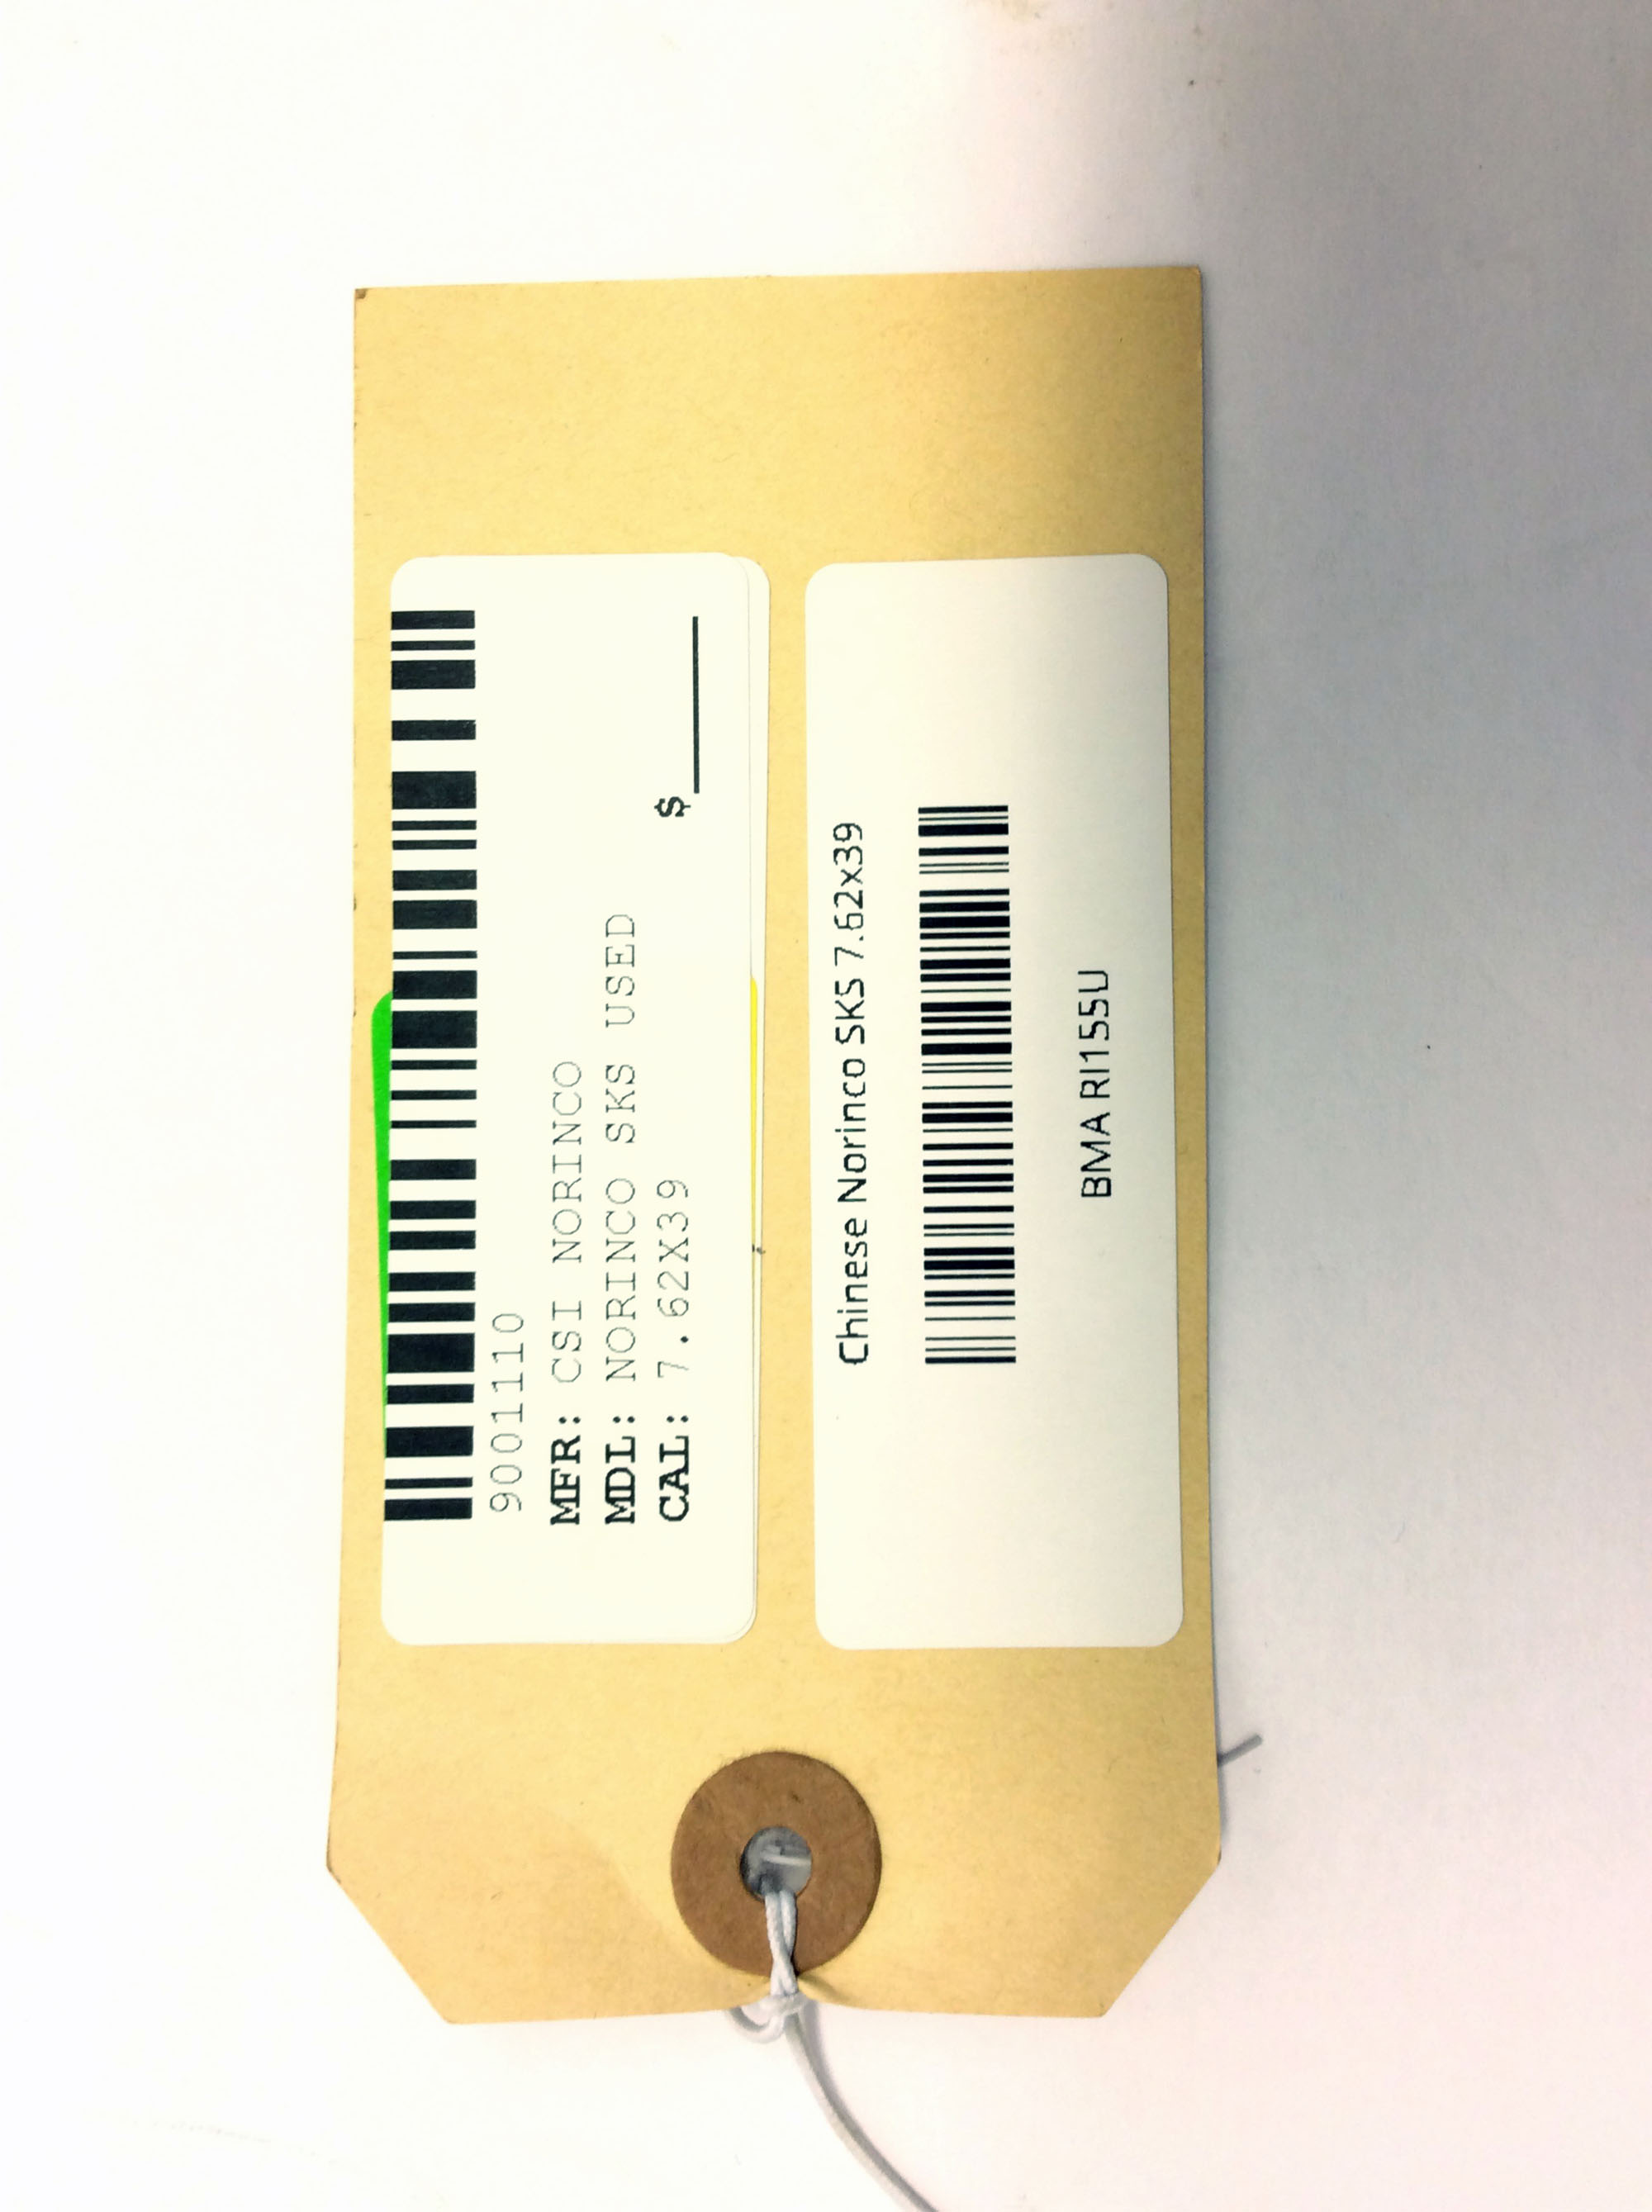 9001110
MFR: CSI NORINCO
MDL: NORINCO SKS USED
CAL: 7.62X39
$
Chinese Norinco SKS 7.62x39
BMA RI155U